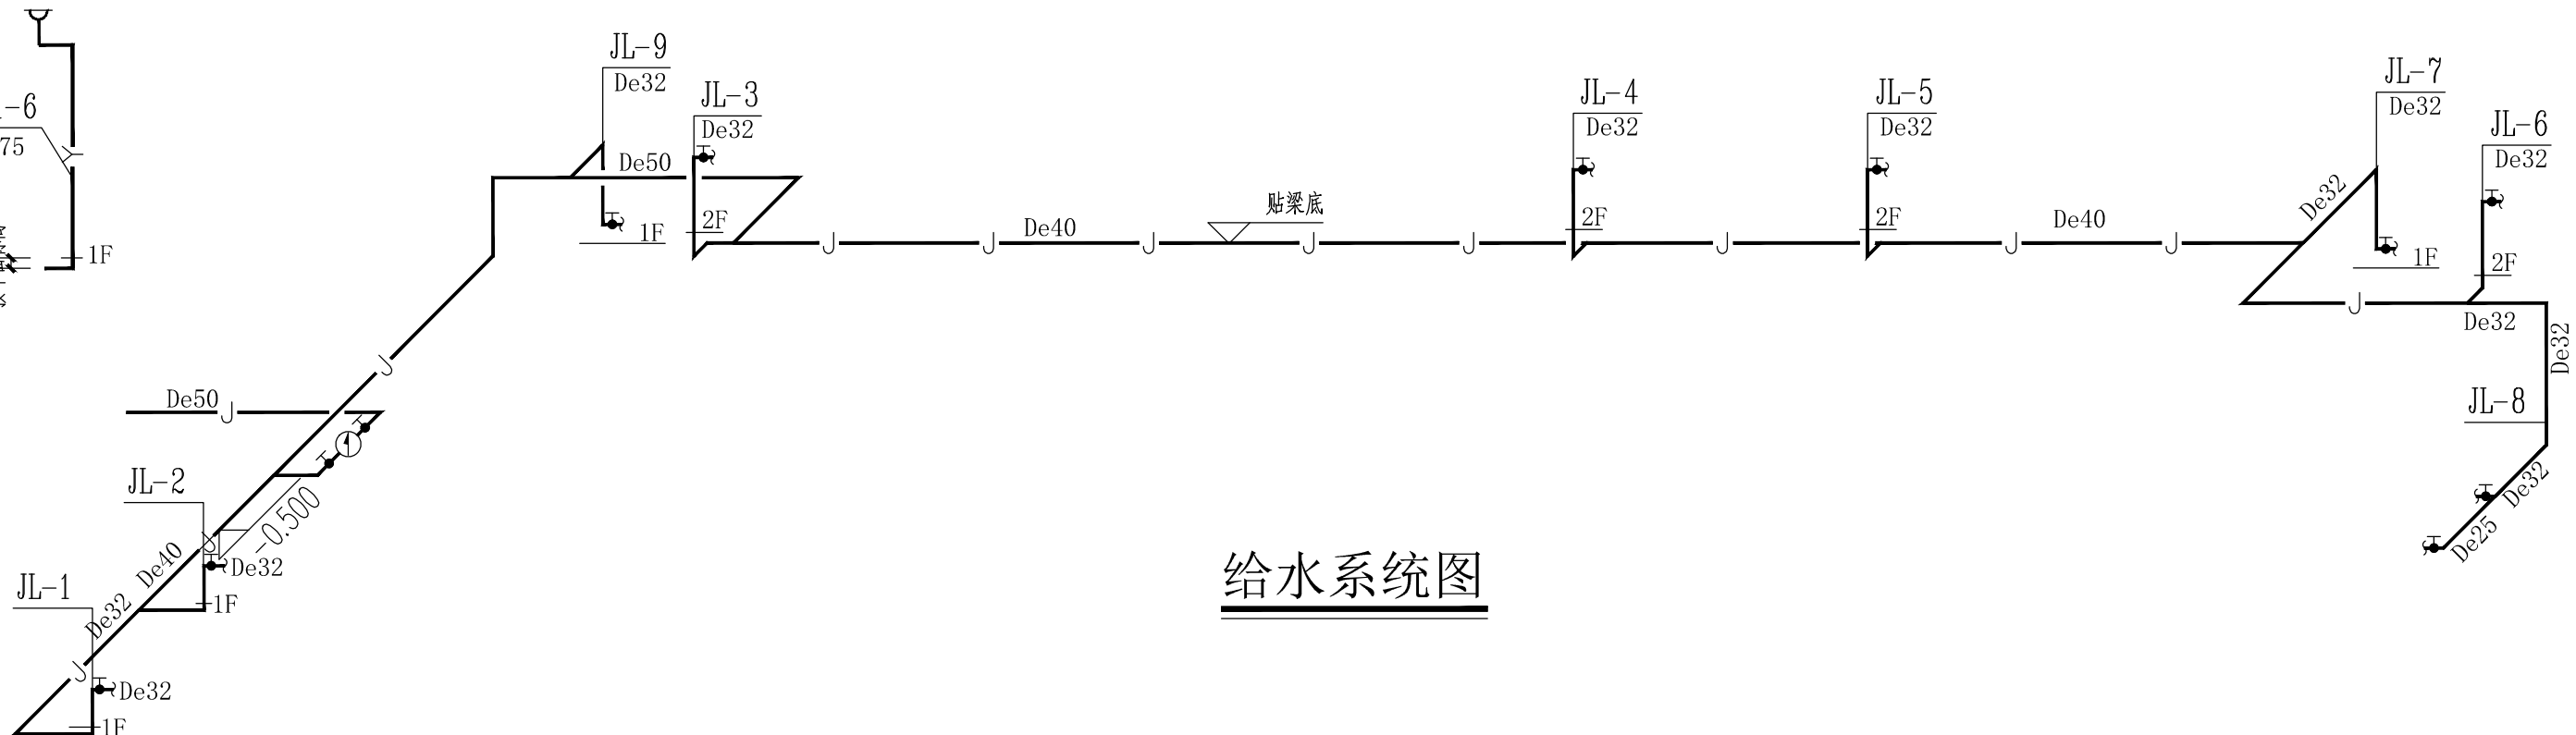 JL-9
De32
JL-3
De32
JL-4
De32
JL-5
De32
JL-7
De32
JL-6
De32
-6
75
1F
De50
1F
2F
贴梁底
J
J
J
De40
J
J
2F
J
2F
J
De40
J
De32
1F
2F
J
De32
De32
J
De50
J
JL-8
De32
De25
JL-2
-0.500
J
De40
De32
1F
JL-1
De32
J
De32
1F
给水系统图